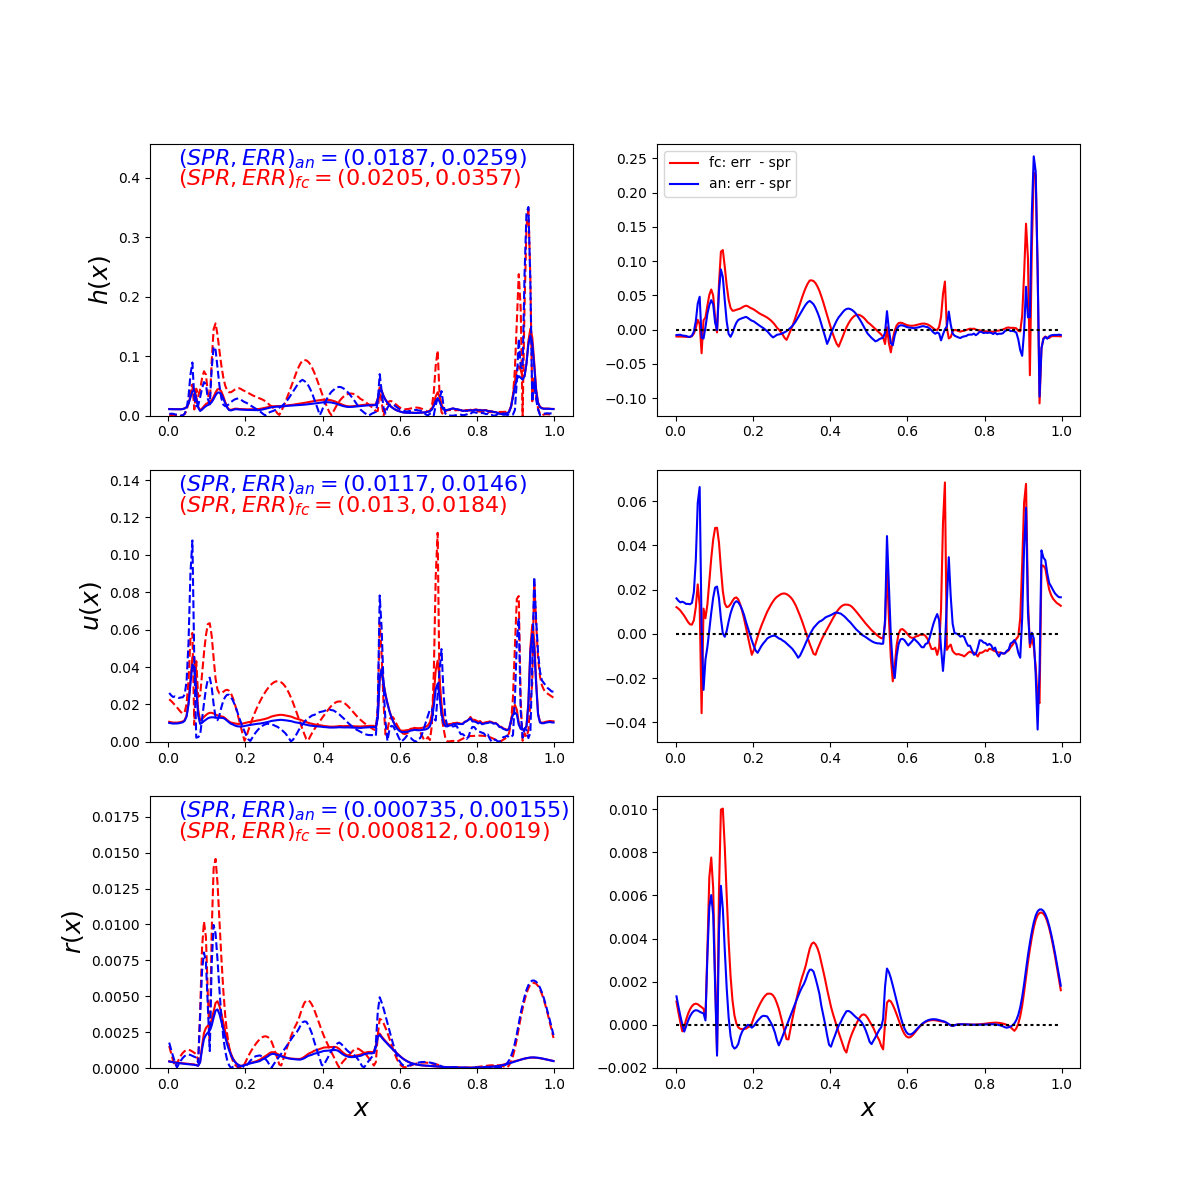 (SPR, ERR)an = (0.0187, 0.0259)
(SPR, ERR)fc = (0.0205, 0.0357)
h(x)
0.4
0.3
0.2
0.1
0.0
0.0 0.2 0.4 0.6 0.8 1.0
fc: err - spr
an: err - spr
0.25
0.20
0.15
0.10
0.05
0.00
−0.05
−0.10
0.0 0.2 0.4 0.6 0.8 1.0
(SPR, ERR)an = (0.0117, 0.0146)
(SPR, ERR)fc = (0.013, 0.0184)
u(x)
0.14
0.12
0.10
0.08
0.06
0.04
0.02
0.00
0.0 0.2 0.4 0.6 0.8 1.0
0.06
0.04
0.02
0.00
−0.02
−0.04
0.0 0.2 0.4 0.6 0.8 1.0
(SPR, ERR)an = (0.000735, 0.00155)
(SPR, ERR)fc = (0.000812, 0.0019)
r(x)
0.0175
0.0150
0.0125
0.0100
0.0075
0.0050
0.0025
0.0000
0.0 0.2 0.4 0.6 0.8 1.0
x
0.010
0.008
0.006
0.004
0.002
0.000
−0.002
0.0 0.2 0.4 0.6 0.8 1.0
x